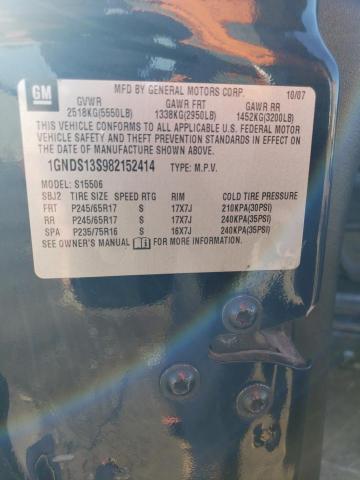 GM
MFD BY GENERAL MOTORS CORP. 10/07
GVWR GAWR FRT GAWR RR
2518KG(5550LB) 1338KG(2950LB) 1452KG(3200LB)
THIS VEHICLE CONFORMS TO ALL APPLICABLE U.S. FEDERAL MOTOR
VEHICLE SAFETY AND THEFT PREVENTION STANDARDS IN EFFECT ON
THE DATE OF MANUFACTURE SHOWN ABOVE.
1GNDS13S982152414 TYPE: M.P.V.
MODEL: S15506
SBJ2 TIRE SIZE SPEED RTG RIM COLD TIRE PRESSURE
FRT P245/65R17 S 17X7J 210KPA(30PSI)
RR P245/65R17 S 17X7J 240KPA(35PSI)
SPA P235/75R16 S 16X7J 240KPA(35PSI)
SEE OWNER'S MANUAL FOR MORE INFORMATION.